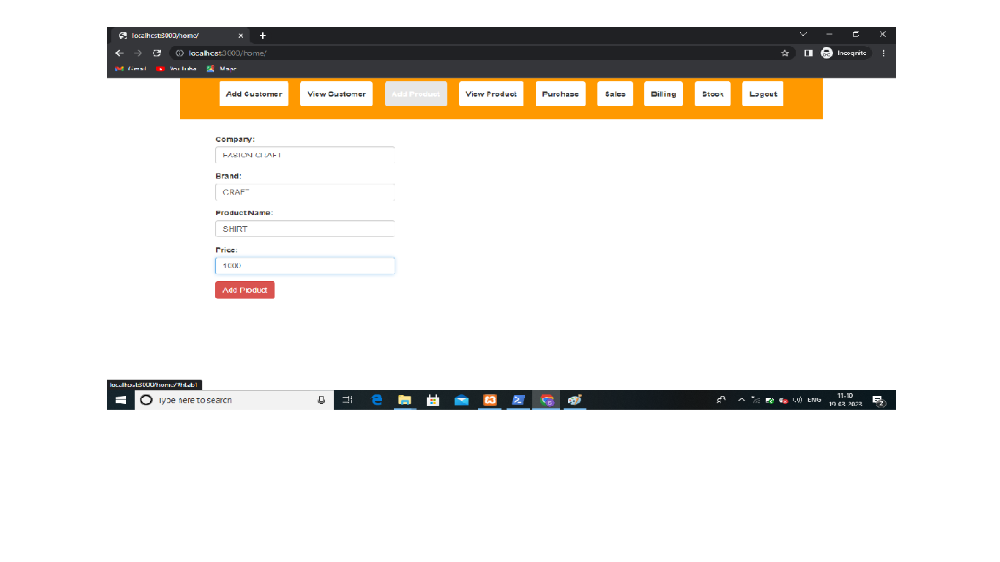 localhost:3000/home/
localhost:3000/home/
Incognito
Gmail YouTube Maps
Add Customer View Customer Add Product View Product Purchase Sales Billing Stock Logout
Company:
FASION CRAFT
Brand:
CRAFT
Product Name:
SHIRT
Price:
1000
Add Product
localhost:3000/home/#htab1
Type here to search
ENG
11:10
19-03-2023
2